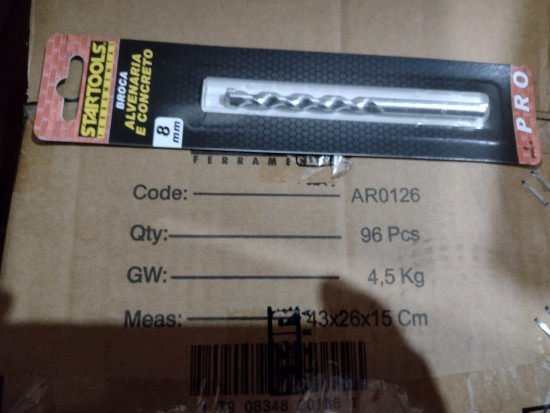 STARTOOLS
BROCA
ALVENARIA
E CONCRETO
8
mm
PRO
Code: AR0126
Qty: 96 Pcs
GW: 4,5 Kg
Meas: 43x26x15 Cm